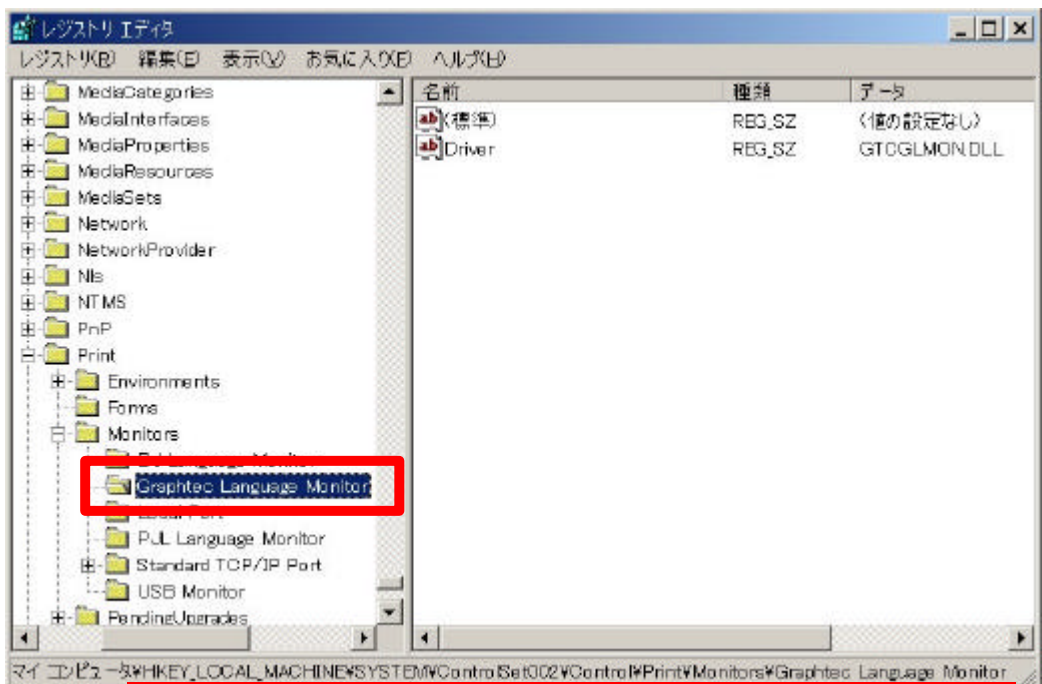 レジストリ エディタ
レジストリ(R) 編集(E) 表示(V) お気に入り(F) ヘルプ(H)
MediaCategories
MediaInterfaces
MediaProperties
MediaResources
MediaSets
Network
NetworkProvider
Nls
NTMS
PnP
Print
Environments
Forms
Monitors
BJ Language Monitor
Graphtec Language Monitor
Local Port
PJL Language Monitor
Standard TCP/IP Port
USB Monitor
PendingUpgrades
名前 種類 データ
(標準) REG_SZ (値の設定なし)
Driver REG_SZ GTCGLMON.DLL
マイ コンピュータ¥HKEY_LOCAL_MACHINE¥SYSTEM¥ControlSet002¥Control¥Print¥Monitors¥Graphtec Language Monitor